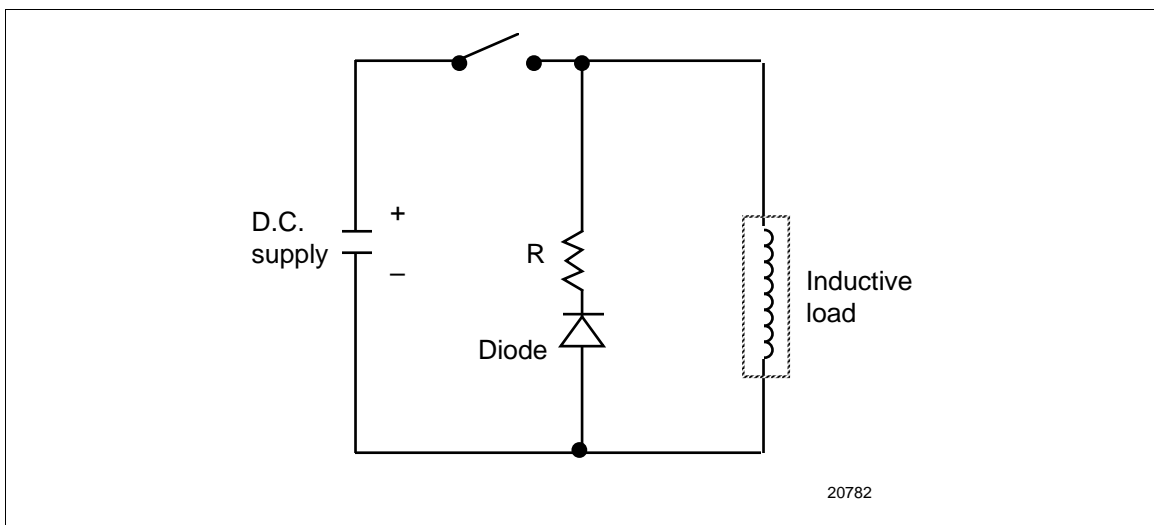 D.C.
supply
+
–
R
Diode
Inductive
load
20782